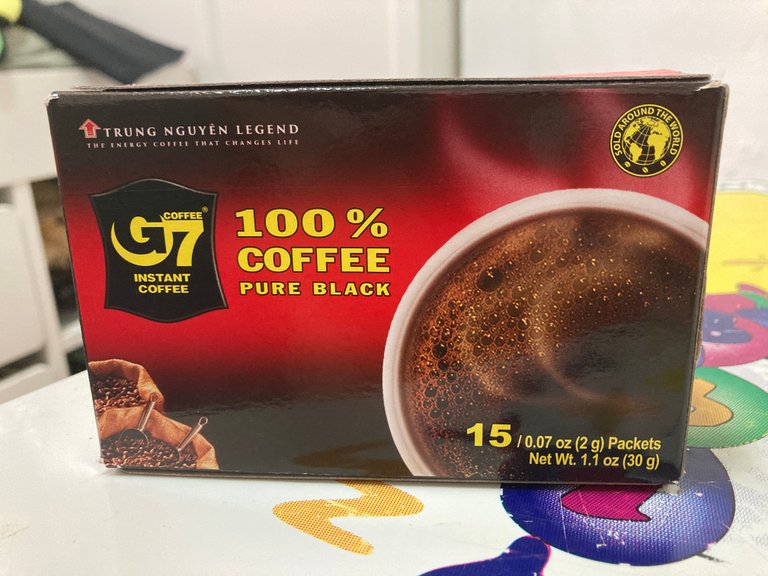 TRUNG NGUYÊN LEGEND
THE ENERGY COFFEE THAT CHANGES LIFE
SOLD AROUND THE WORLD
COFFEE
G7®
INSTANT
COFFEE
100 %
COFFEE
PURE BLACK
15 / 0.07 oz (2 g) Packets
Net Wt. 1.1 oz (30 g)